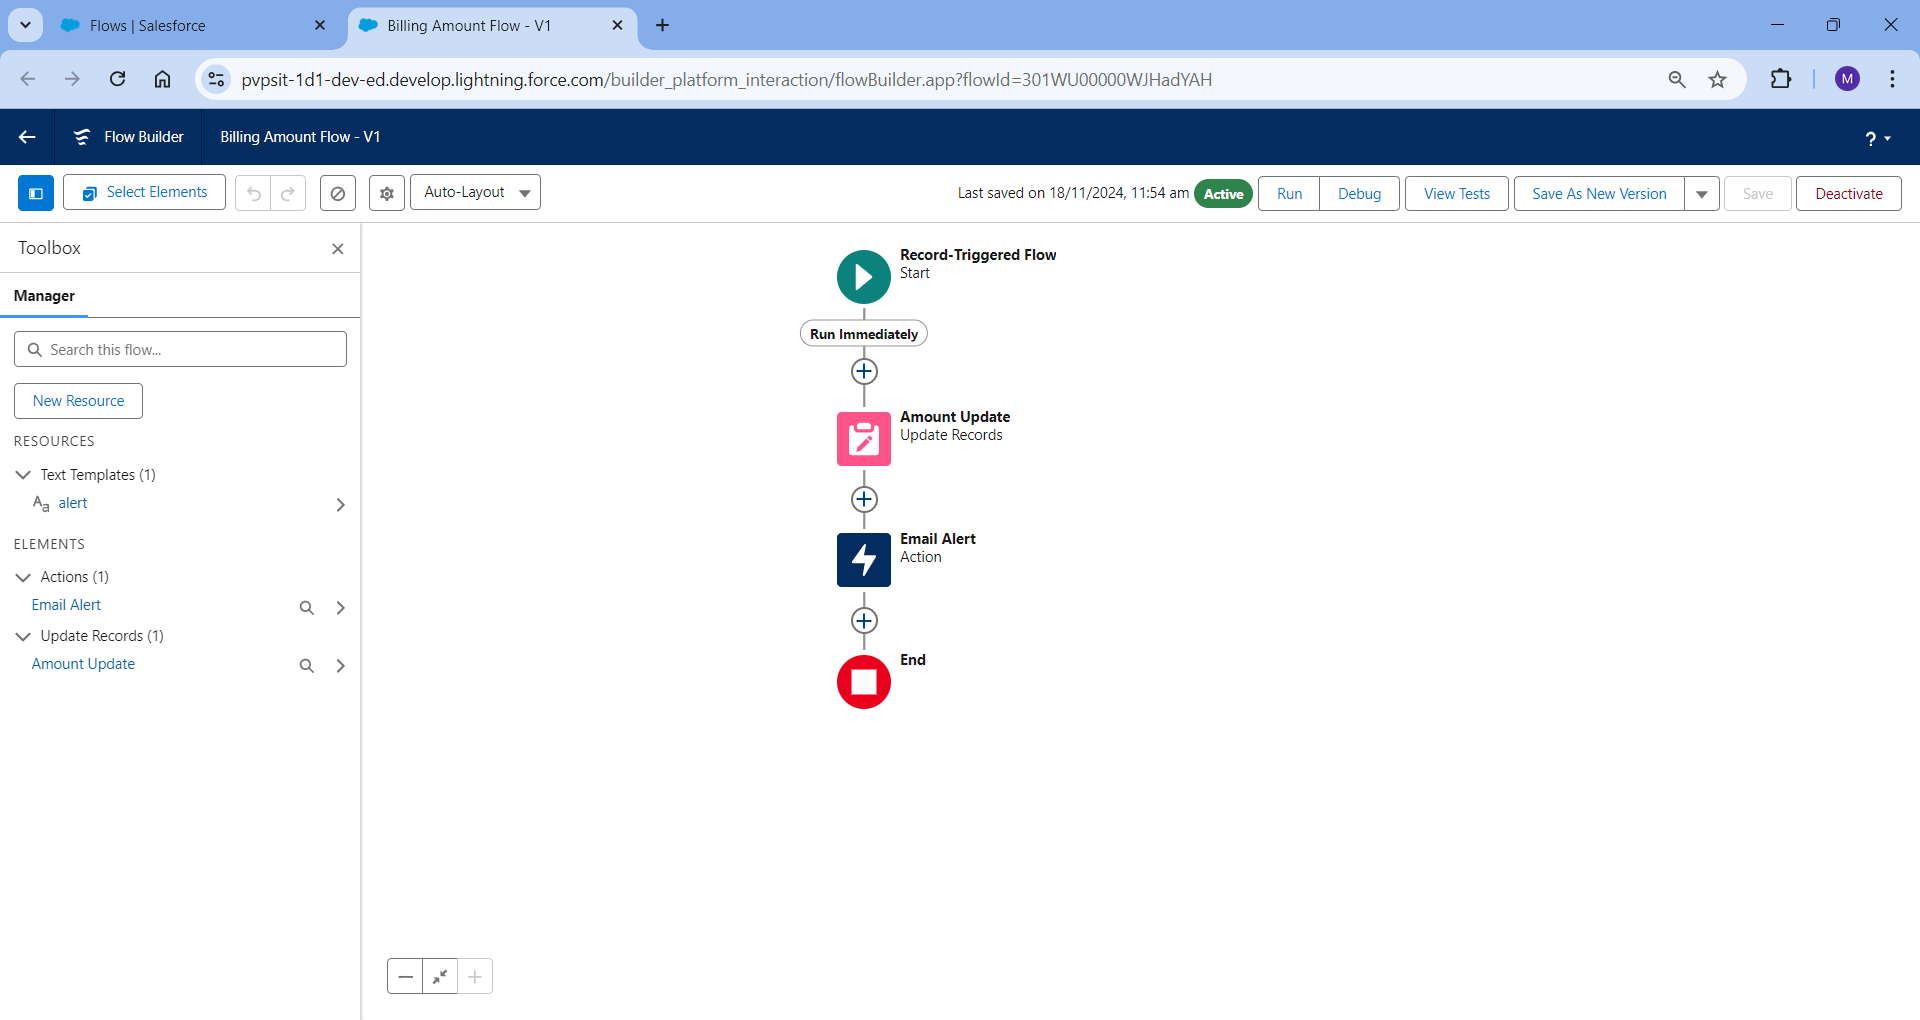 Flows | Salesforce
Billing Amount Flow - V1
pvpsit-1d1-dev-ed.develop.lightning.force.com/builder_platform_interaction/flowBuilder.app?flowId=301WU00000WJHadYAH
M
Flow Builder
Billing Amount Flow - V1
?
Select Elements
Auto-Layout
Last saved on 18/11/2024, 11:54 am
Active
Run
Debug
View Tests
Save As New Version
Save
Deactivate
Toolbox
Manager
Search this flow...
New Resource
RESOURCES
Text Templates (1)
Aa alert
ELEMENTS
Actions (1)
Email Alert
Update Records (1)
Amount Update
Record-Triggered Flow
Start
Run Immediately
Amount Update
Update Records
Email Alert
Action
End